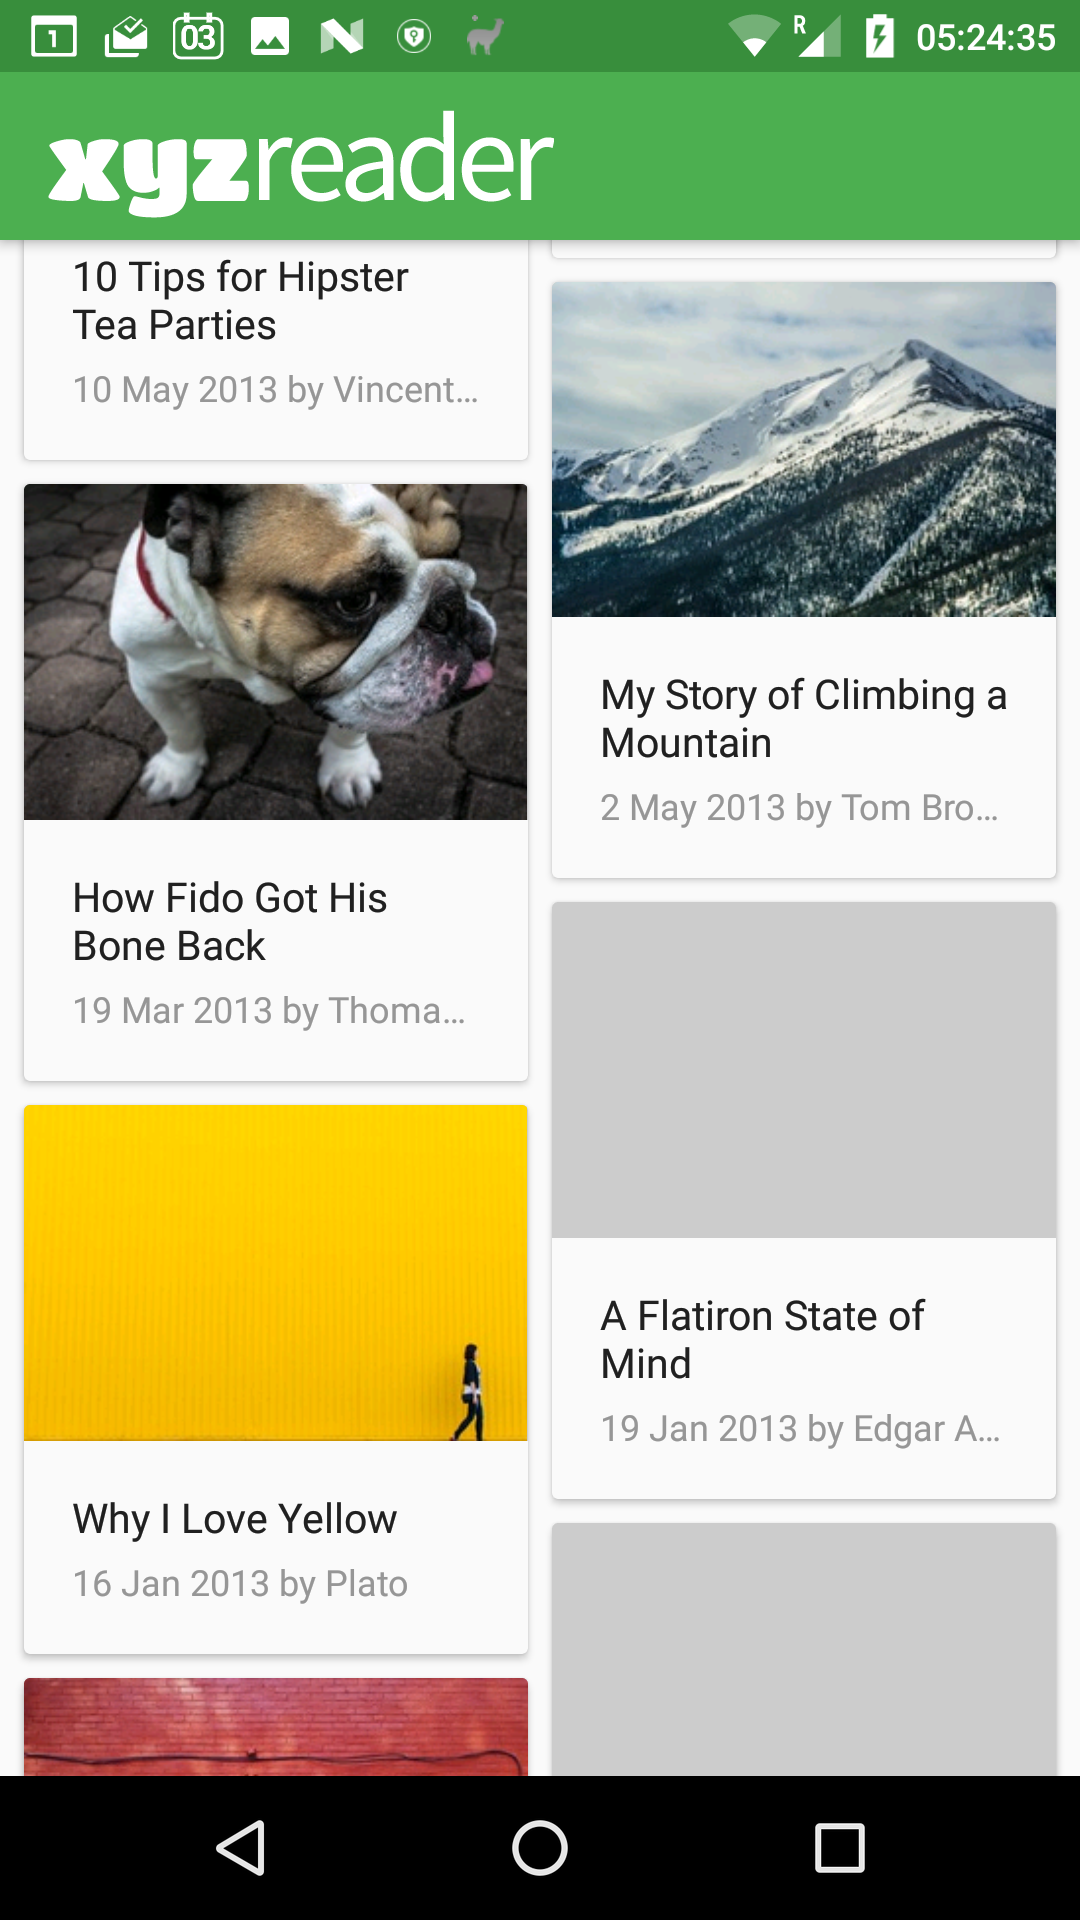 1
03
R
05:24:35
xyzreader
10 Tips for Hipster
Tea Parties
10 May 2013 by Vincent...
My Story of Climbing a
Mountain
2 May 2013 by Tom Bro...
How Fido Got His
Bone Back
19 Mar 2013 by Thoma...
A Flatiron State of
Mind
19 Jan 2013 by Edgar A...
Why I Love Yellow
16 Jan 2013 by Plato